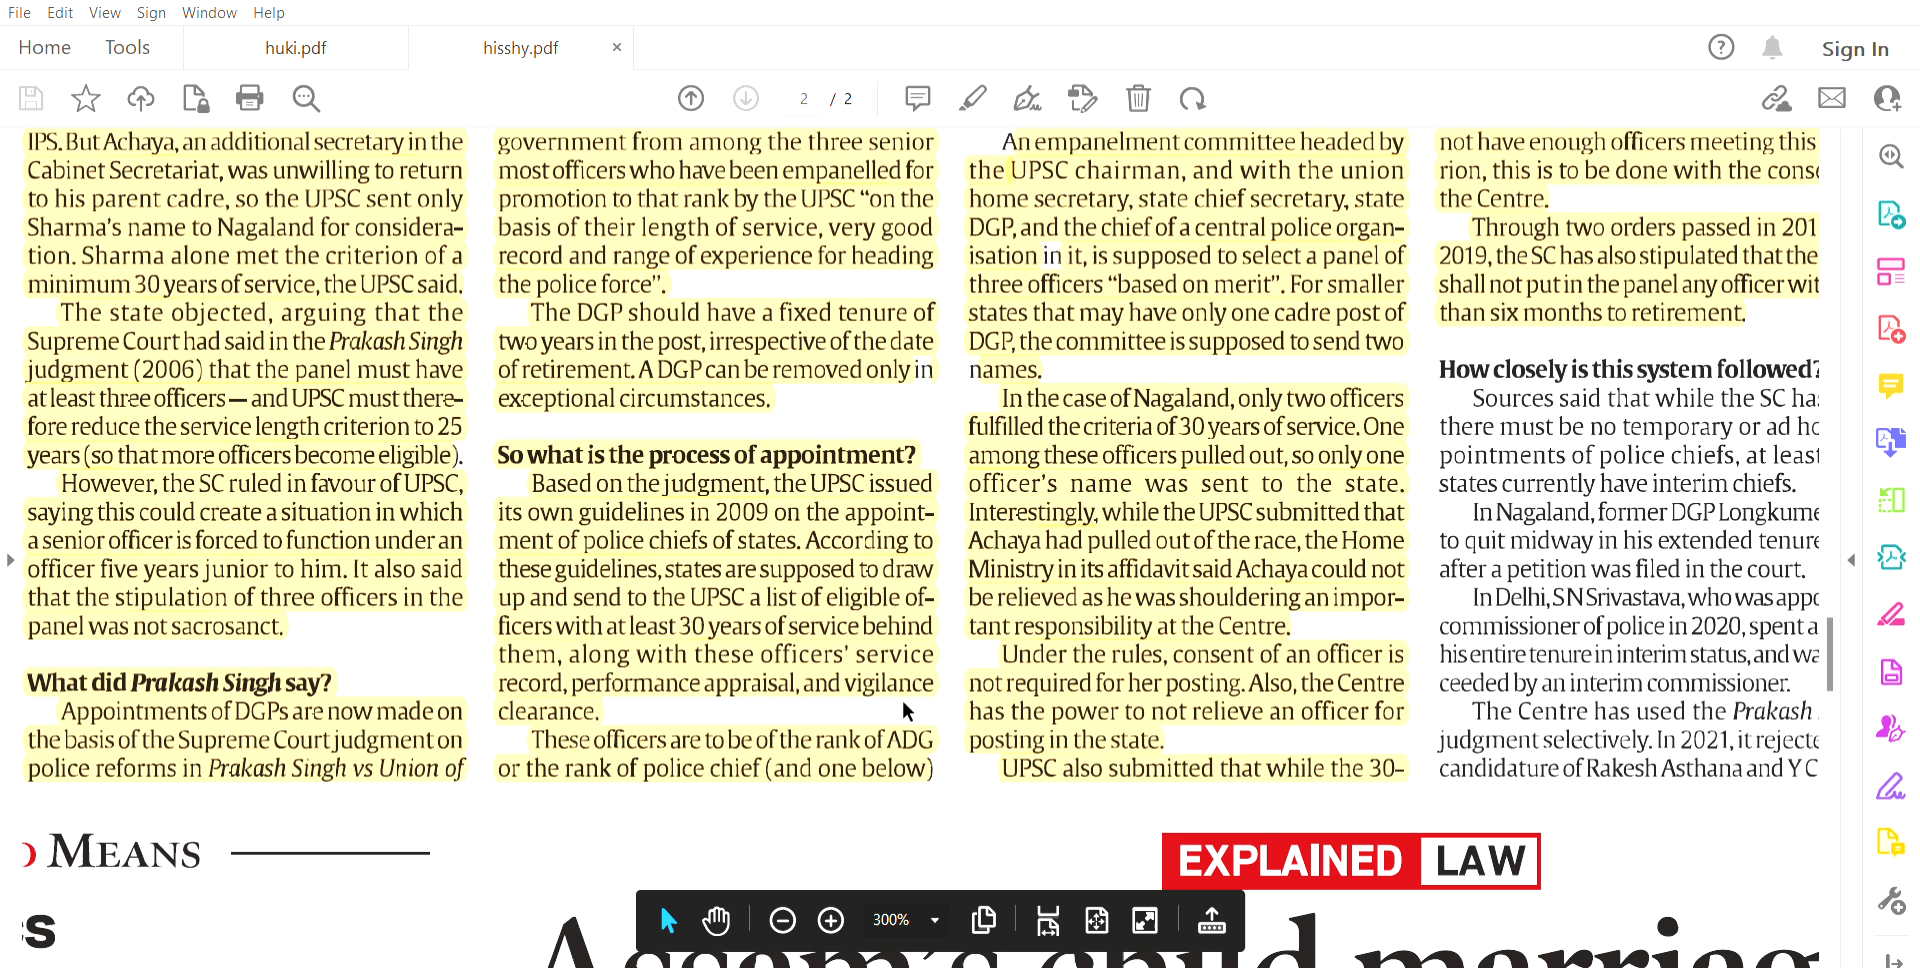 File Edit View Sign Window Help
Home Tools huki.pdf hisshy.pdf × Sign In
2 / 2
IPS. But Achaya, an additional secretary in the
Cabinet Secretariat, was unwilling to return
to his parent cadre, so the UPSC sent only
Sharma's name to Nagaland for considera-
tion. Sharma alone met the criterion of a
minimum 30 years of service, the UPSC said.
The state objected, arguing that the
Supreme Court had said in the Prakash Singh
judgment (2006) that the panel must have
at least three officers — and UPSC must there-
fore reduce the service length criterion to 25
years (so that more officers become eligible).
However, the SC ruled in favour of UPSC,
saying this could create a situation in which
a senior officer is forced to function under an
officer five years junior to him. It also said
that the stipulation of three officers in the
panel was not sacrosanct.
What did Prakash Singh say?
Appointments of DGPs are now made on
the basis of the Supreme Court judgment on
police reforms in Prakash Singh vs Union of
government from among the three senior
most officers who have been empanelled for
promotion to that rank by the UPSC “on the
basis of their length of service, very good
record and range of experience for heading
the police force”.
The DGP should have a fixed tenure of
two years in the post, irrespective of the date
of retirement. A DGP can be removed only in
exceptional circumstances.
So what is the process of appointment?
Based on the judgment, the UPSC issued
its own guidelines in 2009 on the appoint-
ment of police chiefs of states. According to
these guidelines, states are supposed to draw
up and send to the UPSC a list of eligible of-
ficers with at least 30 years of service behind
them, along with these officers' service
record, performance appraisal, and vigilance
clearance.
These officers are to be of the rank of ADG
or the rank of police chief (and one below)
An empanelment committee headed by
the UPSC chairman, and with the union
home secretary, state chief secretary, state
DGP, and the chief of a central police organ-
isation in it, is supposed to select a panel of
three officers “based on merit”. For smaller
states that may have only one cadre post of
DGP, the committee is supposed to send two
names.
In the case of Nagaland, only two officers
fulfilled the criteria of 30 years of service. One
among these officers pulled out, so only one
officer's name was sent to the state.
Interestingly, while the UPSC submitted that
Achaya had pulled out of the race, the Home
Ministry in its affidavit said Achaya could not
be relieved as he was shouldering an impor-
tant responsibility at the Centre.
Under the rules, consent of an officer is
not required for her posting. Also, the Centre
has the power to not relieve an officer for
posting in the state.
UPSC also submitted that while the 30-
not have enough officers meeting this
rion, this is to be done with the conse
the Centre.
Through two orders passed in 201
2019, the SC has also stipulated that the
shall not put in the panel any officer wit
than six months to retirement.
How closely is this system followed?
Sources said that while the SC ha
there must be no temporary or ad ho
pointments of police chiefs, at least
states currently have interim chiefs.
In Nagaland, former DGP Longkume
to quit midway in his extended tenure
after a petition was filed in the court.
In Delhi, S N Srivastava, who was appo
commissioner of police in 2020, spent a
his entire tenure in interim status, and wa
ceeded by an interim commissioner.
The Centre has used the Prakash
judgment selectively. In 2021, it rejecte
candidature of Rakesh Asthana and Y C
MEANS
EXPLAINED LAW
s
300%
Assam's child marriag